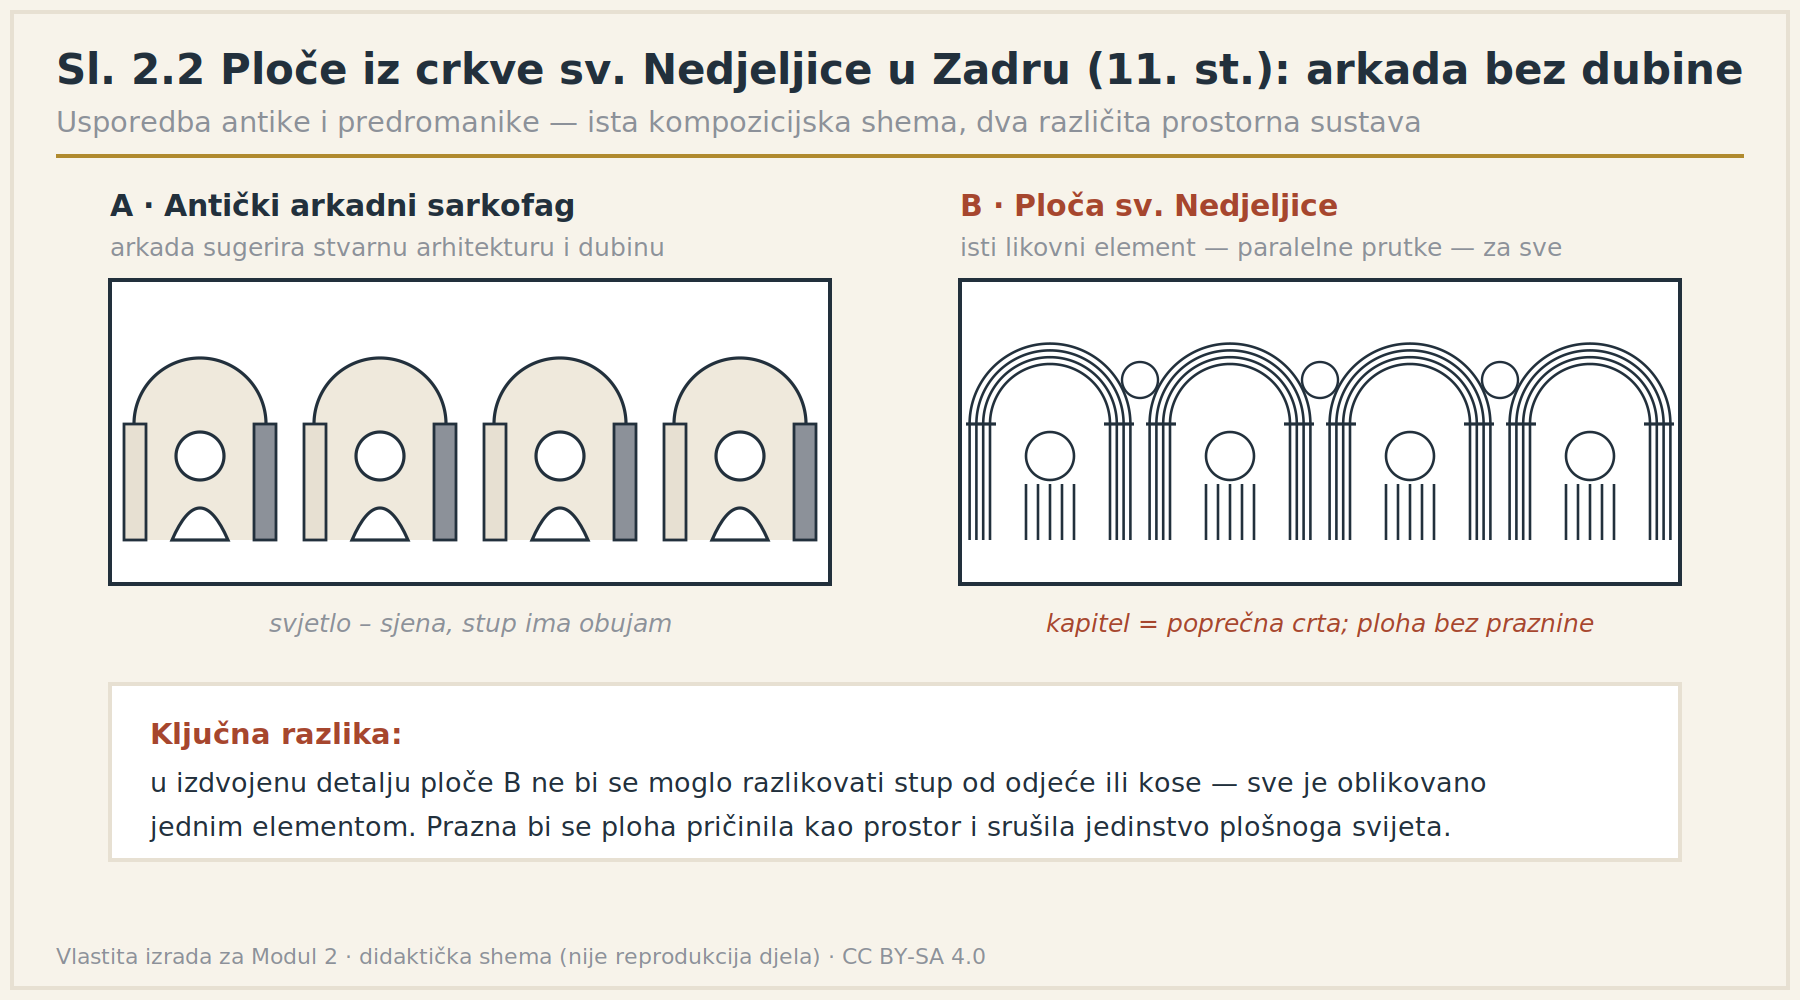 Sl. 2.2 Ploče iz crkve sv. Nedjeljice u Zadru (11. st.): arkada bez dubine
Usporedba antike i predromanike — ista kompozicijska shema, dva različita prostorna sustava
A · Antički arkadni sarkofag
arkada sugerira stvarnu arhitekturu i dubinu
svjetlo – sjena, stup ima obujam
B · Ploča sv. Nedjeljice
isti likovni element — paralelne prutke — za sve
kapitel = poprečna crta; ploha bez praznine
Ključna razlika:
u izdvojenu detalju ploče B ne bi se moglo razlikovati stup od odjeće ili kose — sve je oblikovano
jednim elementom. Prazna bi se ploha pričinila kao prostor i srušila jedinstvo plošnoga svijeta.
Vlastita izrada za Modul 2 · didaktička shema (nije reprodukcija djela) · CC BY-SA 4.0